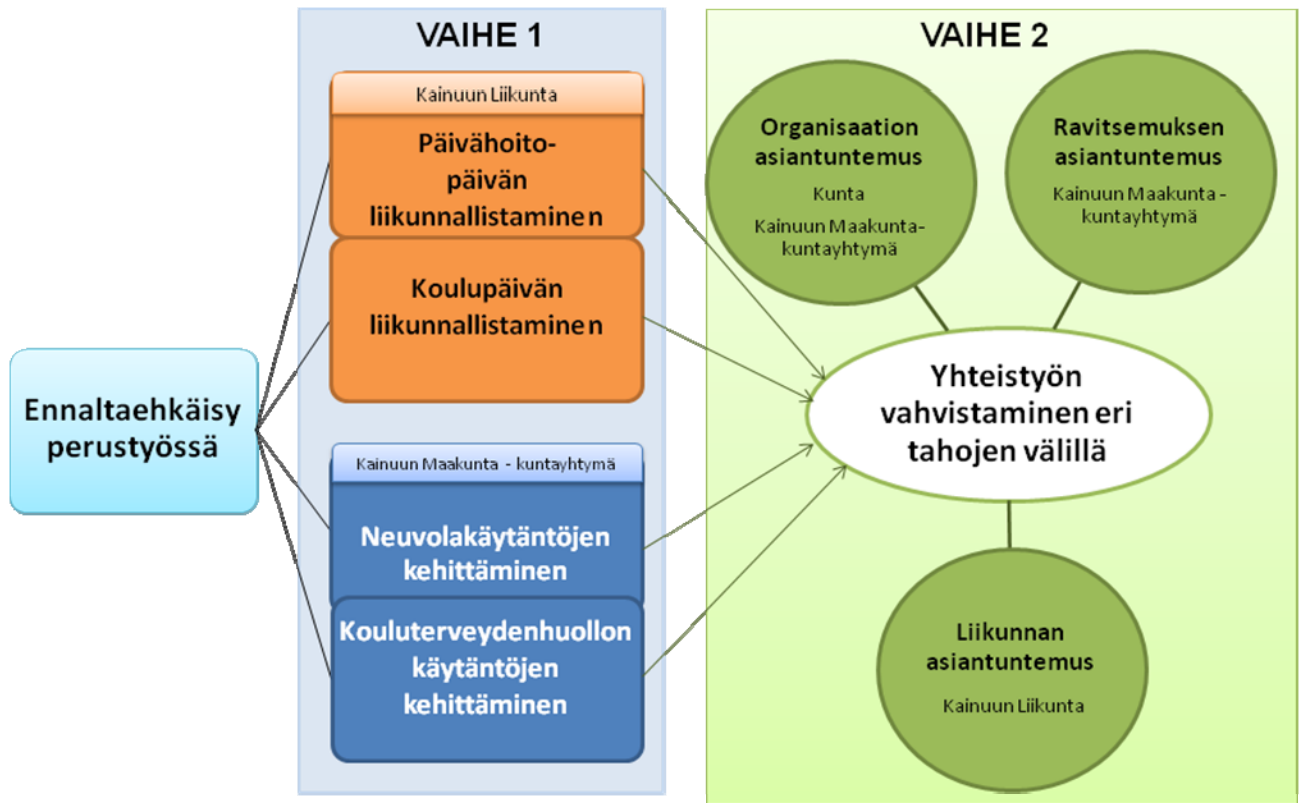 Ennaltaehkäisy
perustyössä
VAIHE 1
Kainuun Liikunta
Päivähoito-
päivän
liikunnallistaminen
Koulupäivän
liikunnallistaminen
Kainuun Maakunta - kuntayhtymä
Neuvolakäytäntöjen
kehittäminen
Kouluterveydenhuollon
käytäntöjen
kehittäminen
VAIHE 2
Organisaation
asiantuntemus
Kunta
Kainuun Maakunta-
kuntayhtymä
Ravitsemuksen
asiantuntemus
Kainuun Maakunta -
kuntayhtymä
Yhteistyön
vahvistaminen eri
tahojen välillä
Liikunnan
asiantuntemus
Kainuun Liikunta